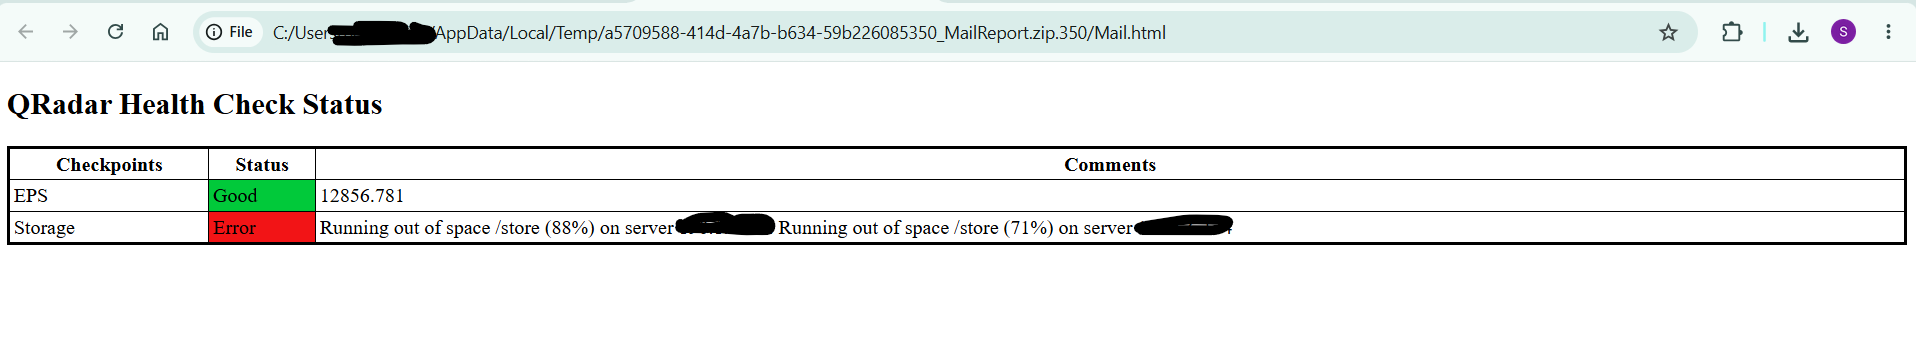 File C:/User /AppData/Local/Temp/a5709588-414d-4a7b-b634-59b226085350_MailReport.zip.350/Mail.html S
QRadar Health Check Status
Checkpoints Status Comments
EPS Good 12856.781
Storage Error Running out of space /store (88%) on server Running out of space /store (71%) on server